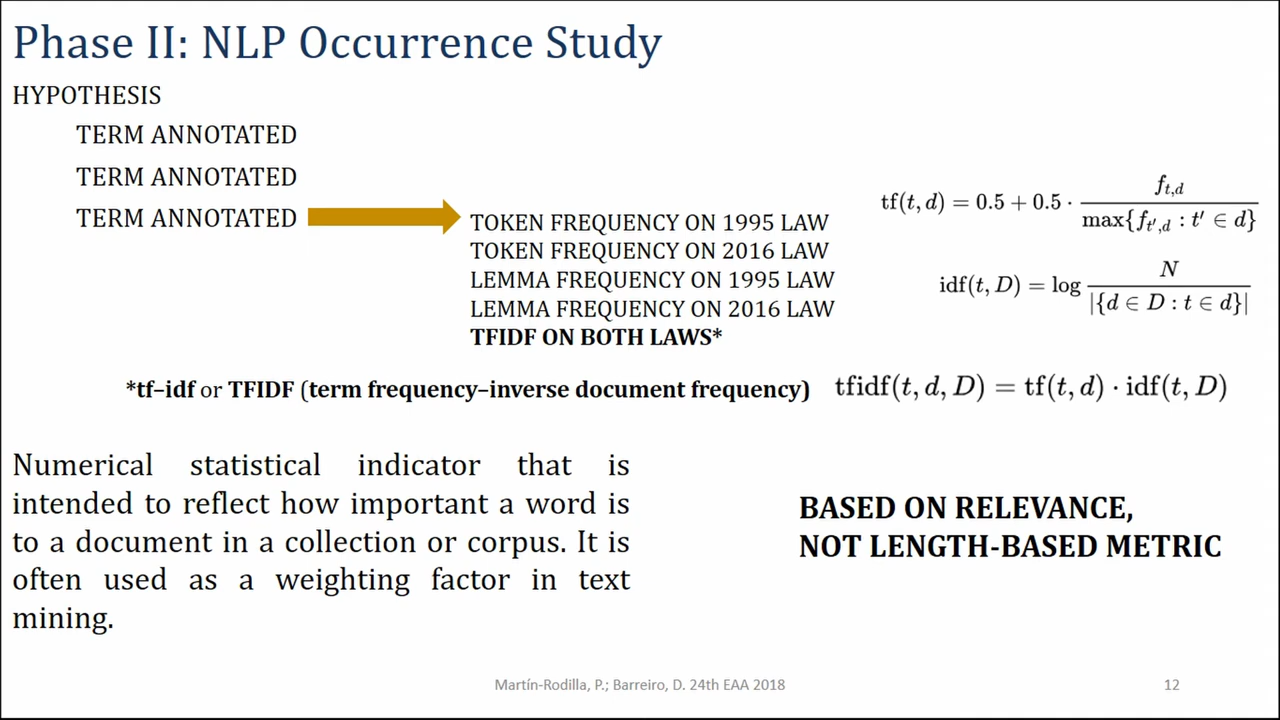 Phase II: NLP Occurrence Study
HYPOTHESIS
TERM ANNOTATED
TERM ANNOTATED
TERM ANNOTATED
TOKEN FREQUENCY ON 1995 LAW
TOKEN FREQUENCY ON 2016 LAW
LEMMA FREQUENCY ON 1995 LAW
LEMMA FREQUENCY ON 2016 LAW
TFIDF ON BOTH LAWS*
tf(t, d) = 0.5 + 0.5 · f_{t,d} / max{f_{t′,d} : t′ ∈ d}
idf(t, D) = log N / |{d ∈ D : t ∈ d}|
*tf–idf or TFIDF (term frequency–inverse document frequency)
tfidf(t, d, D) = tf(t, d) · idf(t, D)
Numerical statistical indicator that is
intended to reflect how important a word is
to a document in a collection or corpus. It is
often used as a weighting factor in text
mining.
BASED ON RELEVANCE,
NOT LENGTH-BASED METRIC
Martín-Rodilla, P.; Barreiro, D. 24th EAA 2018
12